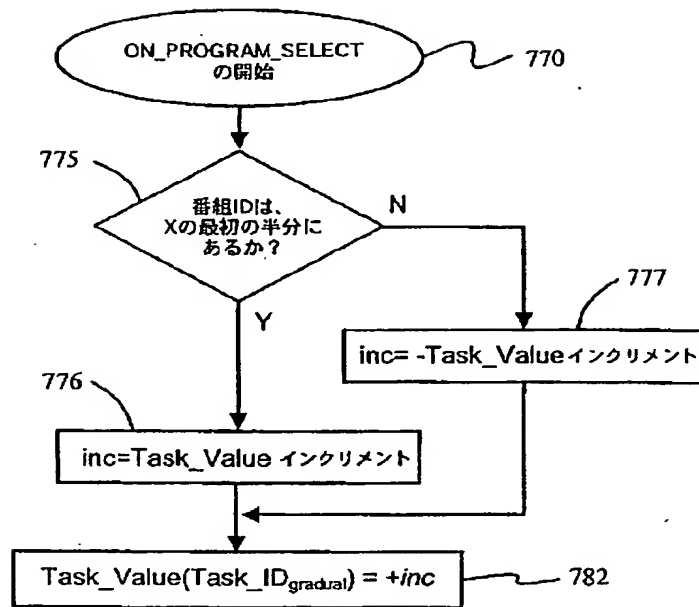 ON_PROGRAM_SELECT
の開始
770
775
番組IDは、
Xの最初の半分に
あるか？
N
Y
777
inc= -Task_Valueインクリメント
776
inc=Task_Value インクリメント
Task_Value(Task_IDgradual) = +inc
782